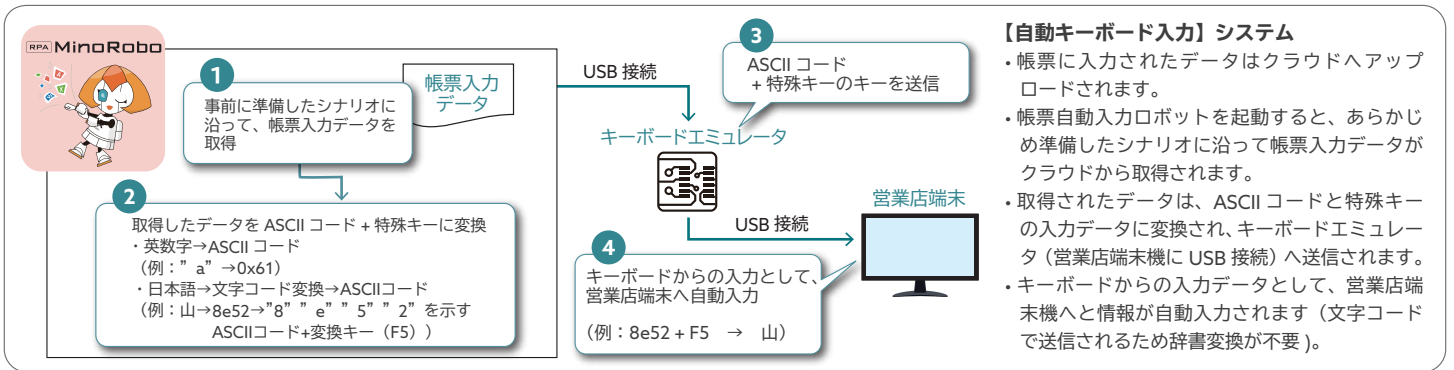 RPA MinoRobo
1
事前に準備したシナリオに
沿って、帳票入力データを
取得
帳票入力
データ
2
取得したデータを ASCII コード + 特殊キーに変換
・英数字→ASCII コード
（例：”a”→0x61）
・日本語→文字コード変換→ASCIIコード
（例：山→8e52→”8””e””5””2”を示す
ASCIIコード+変換キー（F5））
USB 接続
3
ASCII コード
+ 特殊キーのキーを送信
キーボードエミュレータ
USB 接続
営業店端末
4
キーボードからの入力として、
営業店端末へ自動入力
（例：8e52 + F5 → 山）
【自動キーボード入力】システム
・帳票に入力されたデータはクラウドへアップ
ロードされます。
・帳票自動入力ロボットを起動すると、あらかじ
め準備したシナリオに沿って帳票入力データが
クラウドから取得されます。
・取得されたデータは、ASCII コードと特殊キー
の入力データに変換され、キーボードエミュレー
タ（営業店端末機に USB 接続）へ送信されます。
・キーボードからの入力データとして、営業店端
末機へと情報が自動入力されます（文字コード
で送信されるため辞書変換が不要 )。